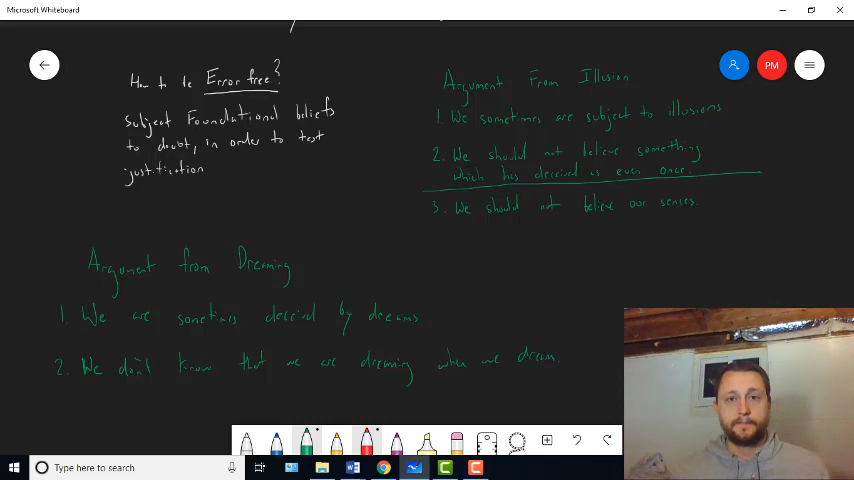 Microsoft Whiteboard
How to be Error free?
Subject Foundational beliefs
to doubt, in order to test
justification
Argument From Illusion
1. We sometimes are subject to illusions
2. We should not believe something
which has deceived us even once.
3. We should not believe our senses.
PM
Argument from Dreaming
1. We are sometimes deceived by dreams
2. We don't know that we are dreaming when we dream.
Type here to search